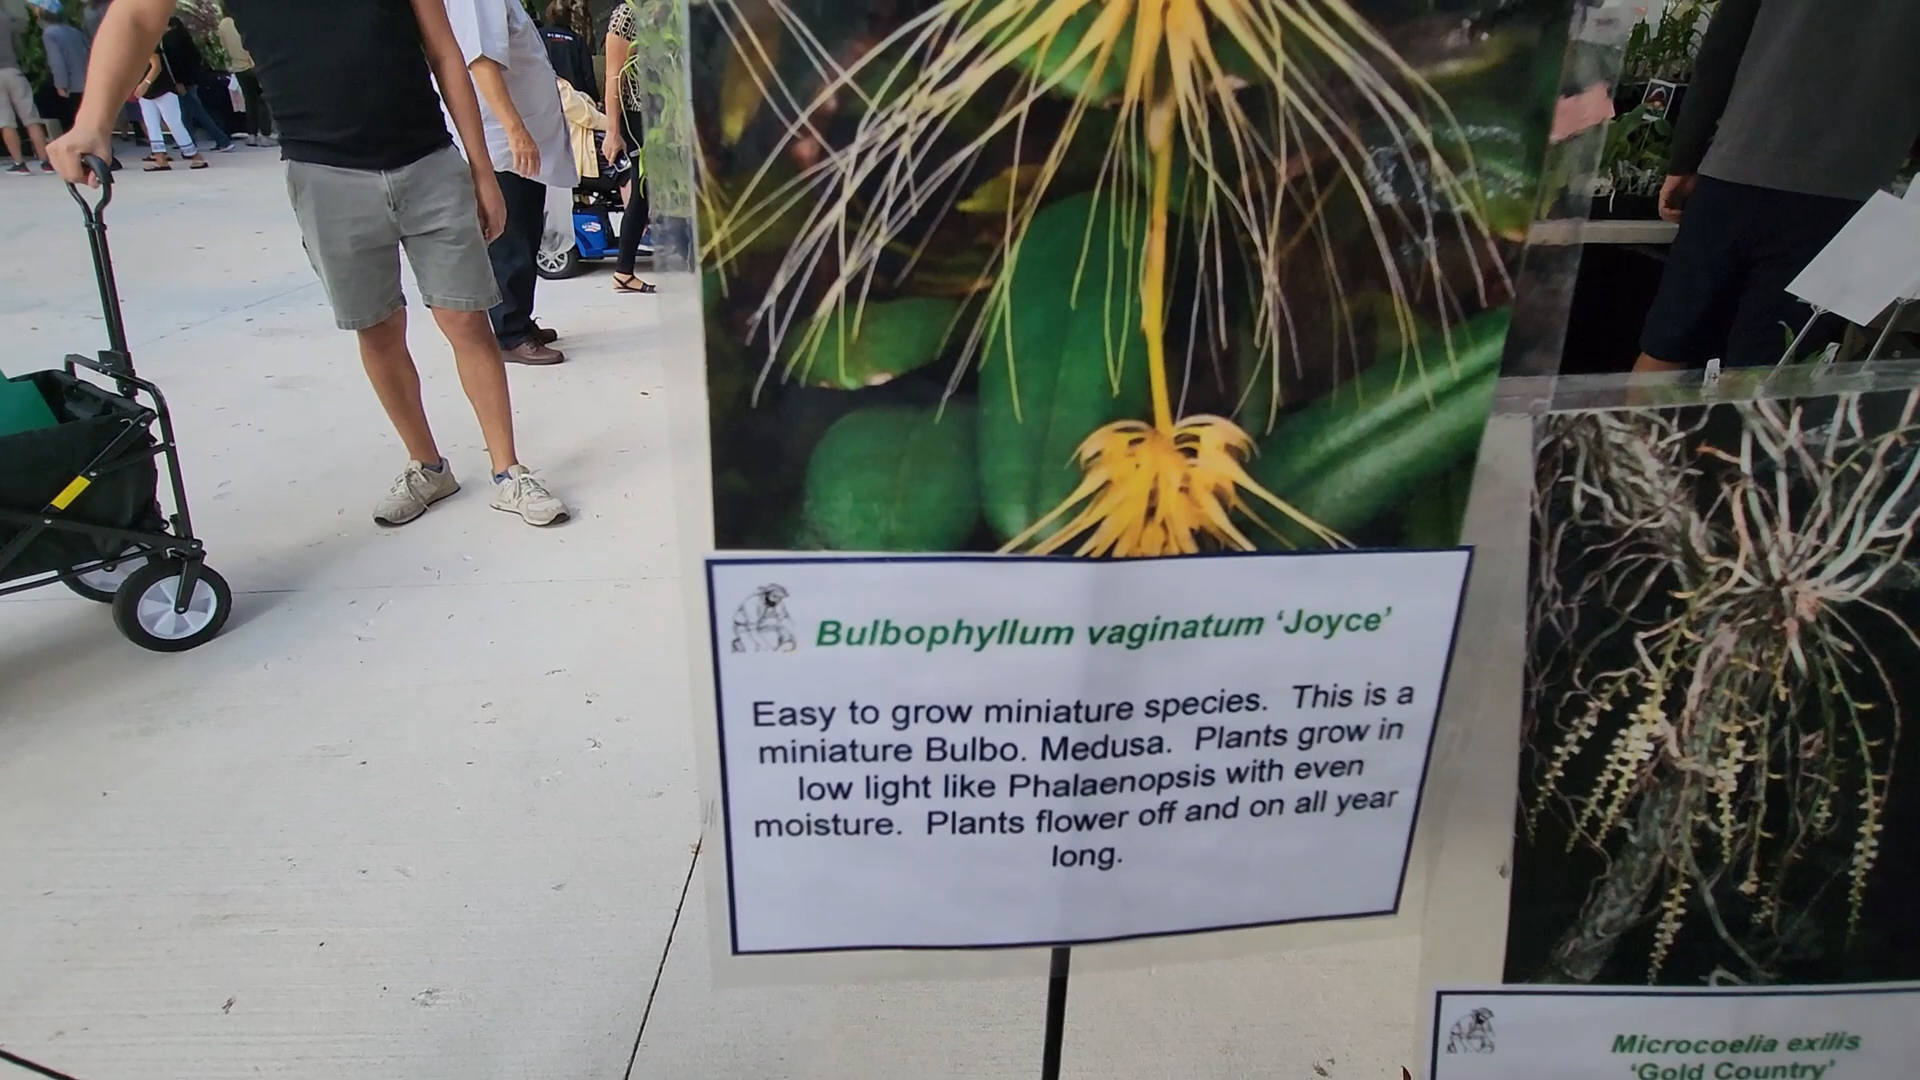 Bulbophyllum vaginatum ‘Joyce’
Easy to grow miniature species. This is a
miniature Bulbo. Medusa. Plants grow in
low light like Phalaenopsis with even
moisture. Plants flower off and on all year
long.
Microcoelia exilis
‘Gold Country’